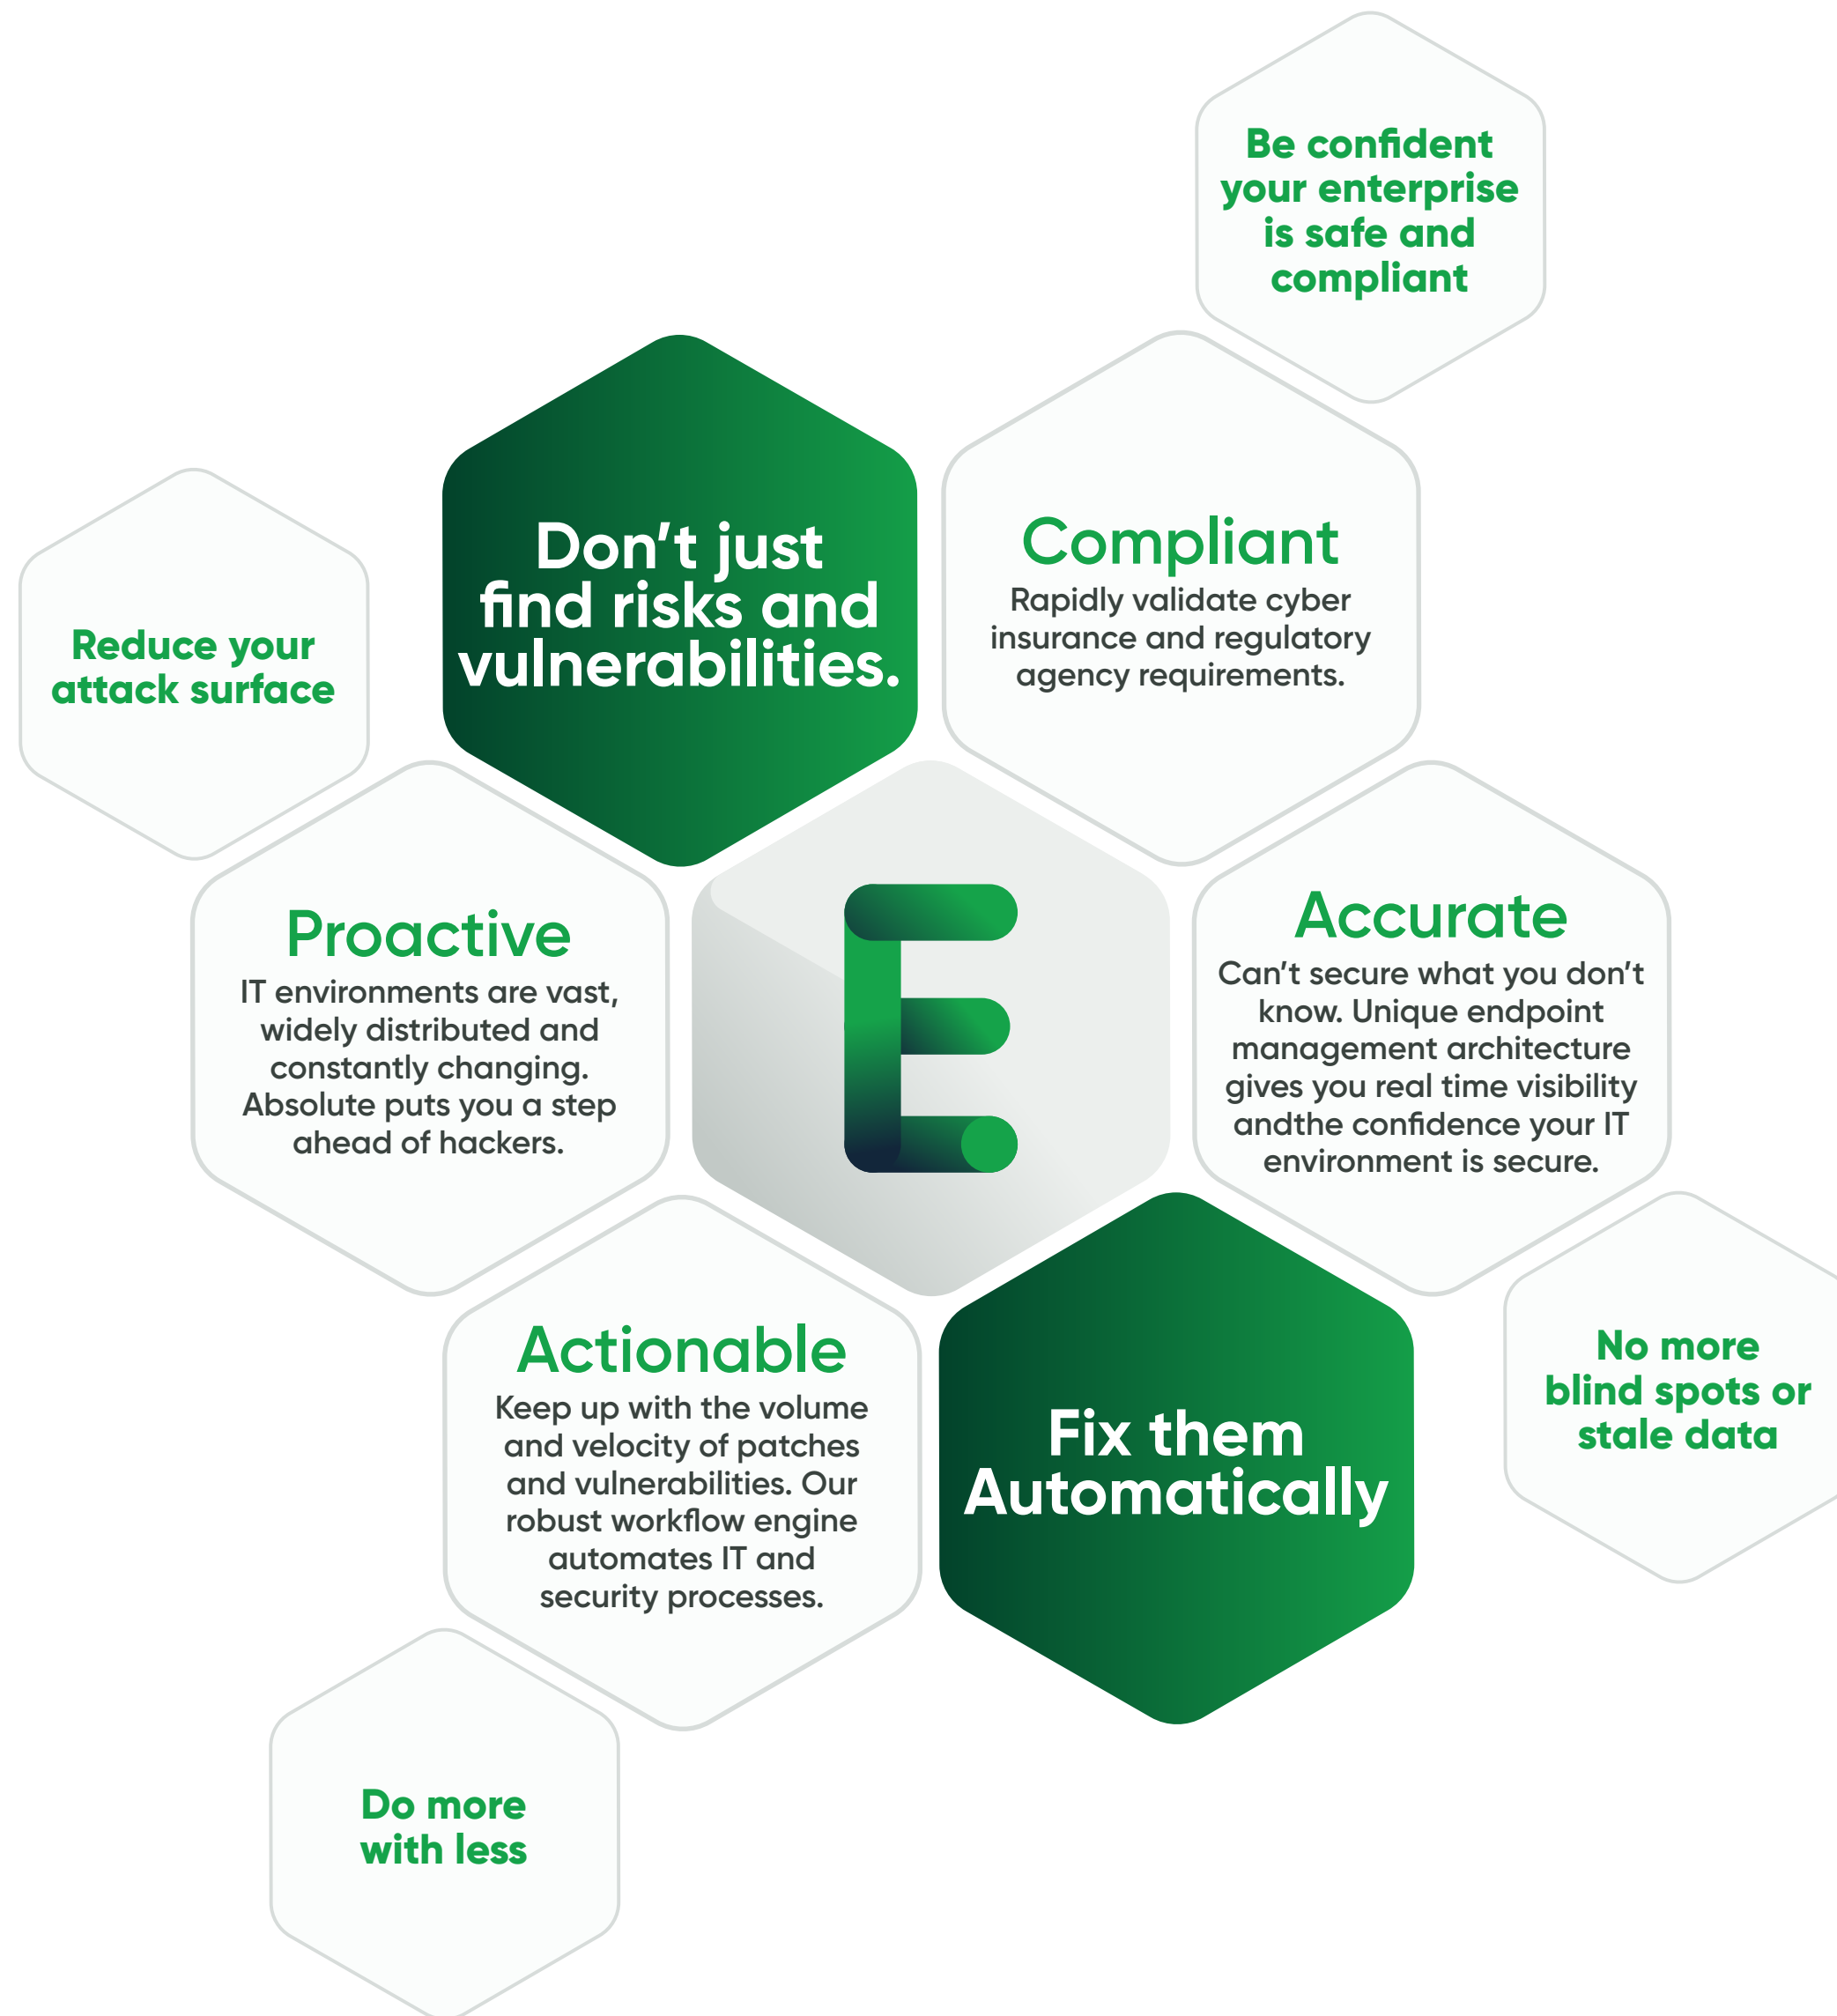 Be confident
your enterprise
is safe and
compliant
Don’t just
find risks and
vulnerabilities.
Compliant
Rapidly validate cyber
insurance and regulatory
agency requirements.
Reduce your
attack surface
Proactive
IT environments are vast,
widely distributed and
constantly changing.
Absolute puts you a step
ahead of hackers.
E
Accurate
Can’t secure what you don’t
know. Unique endpoint
management architecture
gives you real time visibility
andthe confidence your IT
environment is secure.
Actionable
Keep up with the volume
and velocity of patches
and vulnerabilities. Our
robust workflow engine
automates IT and
security processes.
Fix them
Automatically
No more
blind spots or
stale data
Do more
with less